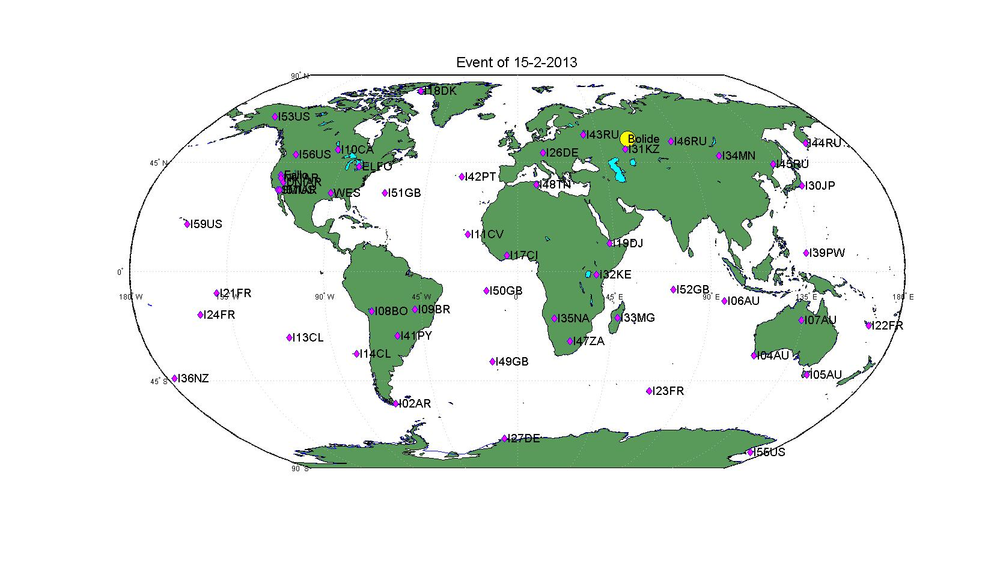 Event of 15-2-2013
90° N
I18DK
I53US
I43RU
Bolide
I46RU
I44RU
I31KZ
I10CA
I56US
I26DE
I34MN
45° N
I45RU
ELFO
I42PT
I48TN
I30JP
DNIAR
WES
I51GB
I59US
I11CV
I19DJ
I39PW
I17CI
0°
I32KE
I21FR
I50GB
I52GB
180° W
135° W
90° W
45° W
0
45° E
90° E
135° E
180° E
I06AU
I24FR
I08BO
I09BR
I35NA
I33MG
I07AU
I22FR
I13CL
I41PY
I47ZA
I14CL
I04AU
I49GB
I36NZ
I05AU
45° S
I23FR
I02AR
I27DE
I55US
90° S